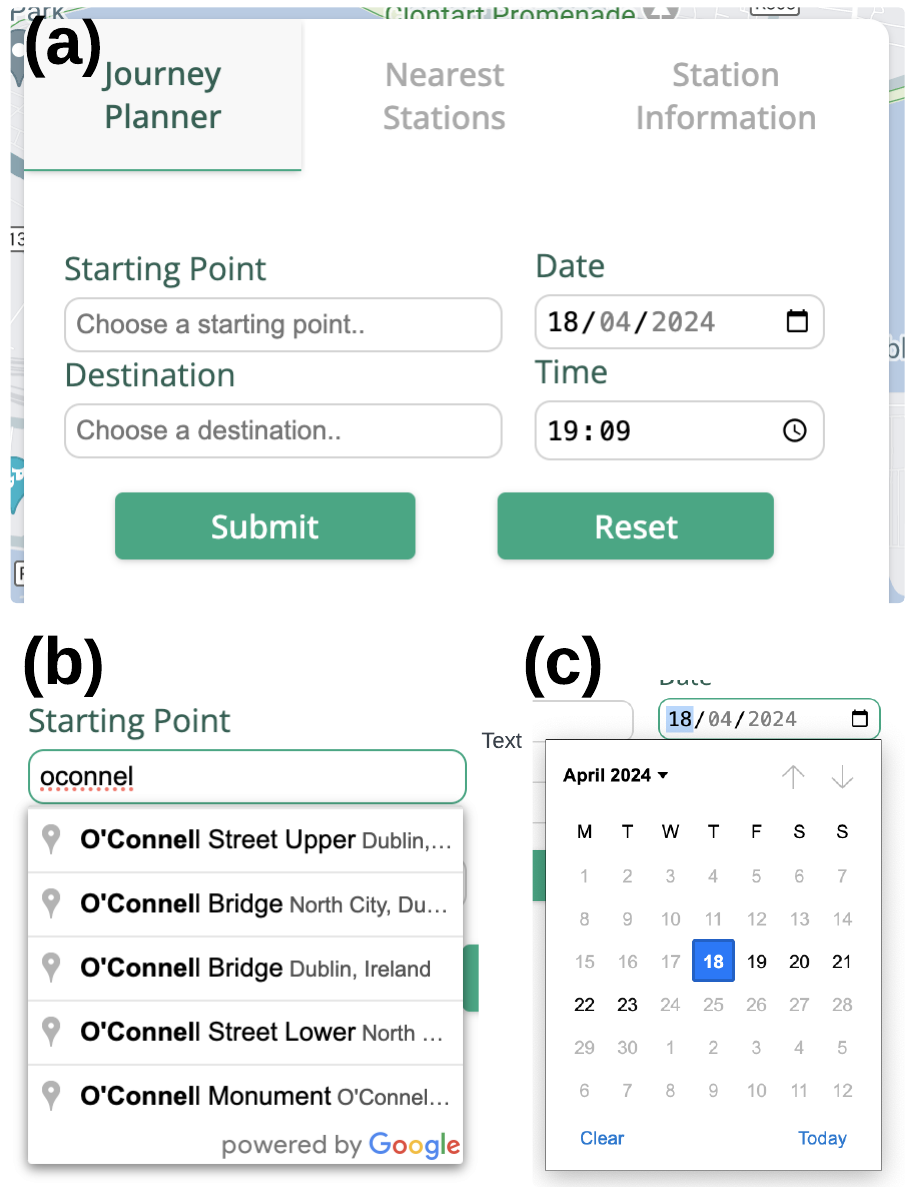 Park
Clontarf Promenade
(a)
Journey
Planner
Nearest
Stations
Station
Information
13
Starting Point
Choose a starting point..
Date
18/04/2024
Destination
Choose a destination..
Time
19:09
Submit
Reset
(b)
Starting Point
oconnel
O'Connell Street Upper Dublin,...
O'Connell Bridge North City, Du...
O'Connell Bridge Dublin, Ireland
O'Connell Street Lower North ...
O'Connell Monument O'Connel...
powered by Google
(c)
Date
18/04/2024
Text
April 2024
M T W T F S S
1 2 3 4 5 6 7
8 9 10 11 12 13 14
15 16 17 18 19 20 21
22 23 24 25 26 27 28
29 30 1 2 3 4 5
6 7 8 9 10 11 12
Clear Today